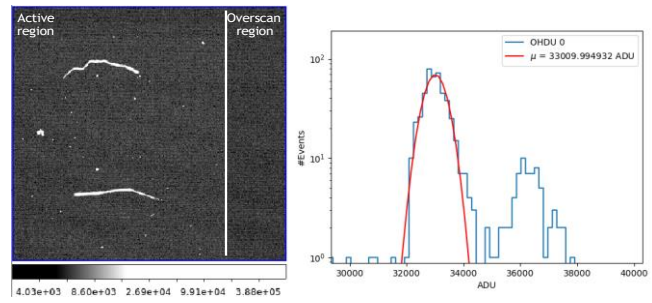 Active
region
Overscan
region
4.03e+03 8.60e+03 2.69e+04 9.91e+04 3.88e+05
OHDU 0
μ = 33009.994932 ADU
#Events
10²
10¹
10⁰
30000 32000 34000 36000 38000 40000
ADU